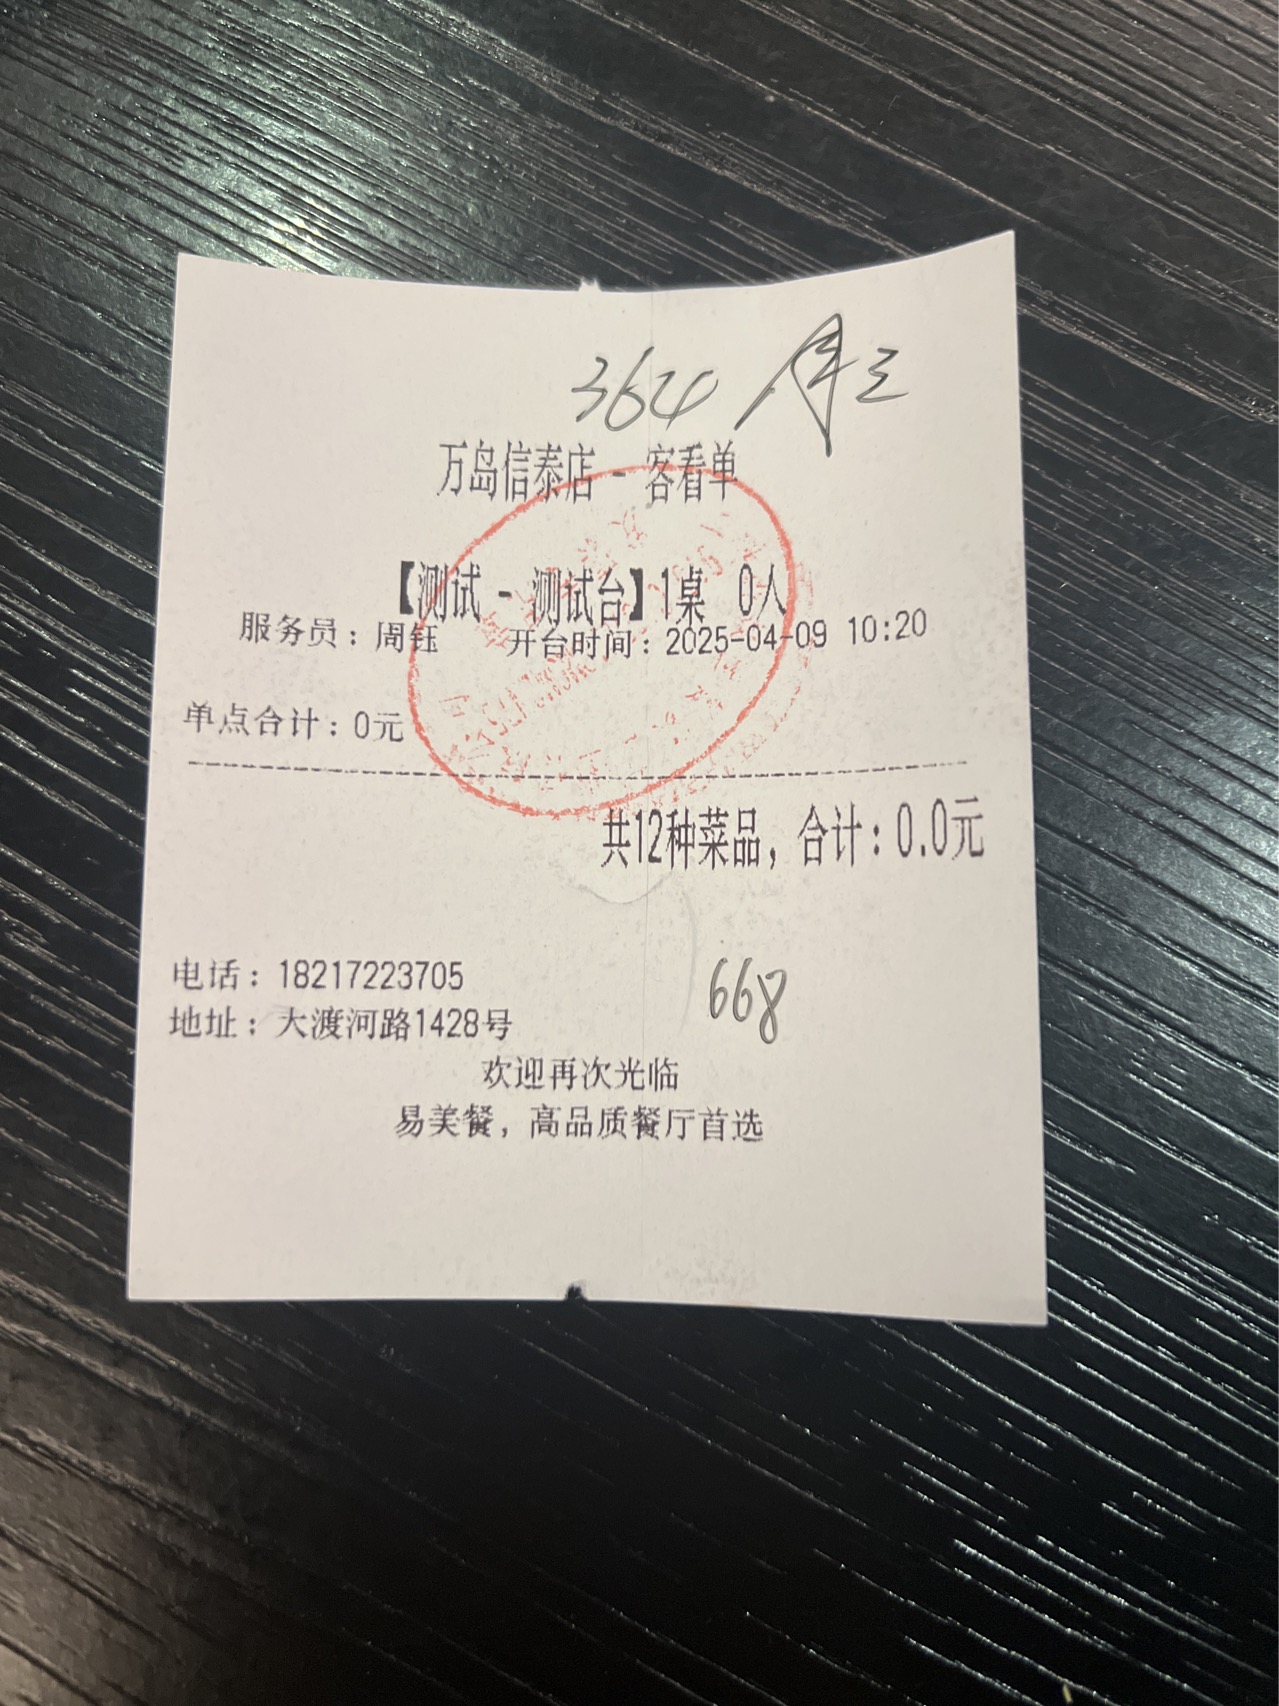 364
万岛信泰店 - 客看单
【测试 - 测试台】1桌 0人
服务员：周钰 开台时间：2025-04-09 10:20
单点合计：0元
共12种菜品，合计：0.0元
668
电话：18217223705
地址：大渡河路1428号
欢迎再次光临
易美餐，高品质餐厅首选